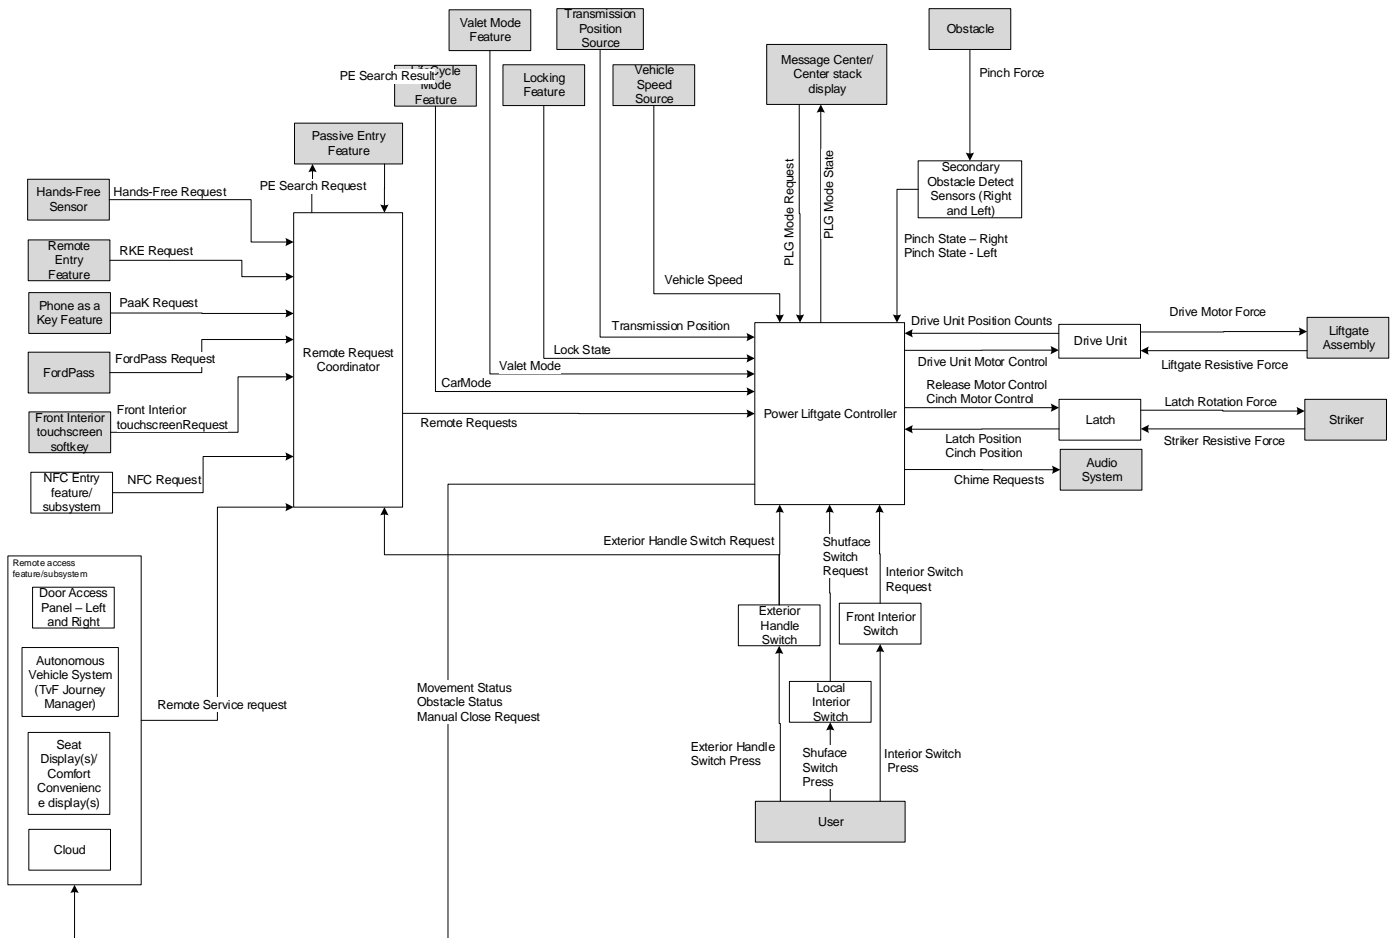 Valet Mode
Feature
Transmission
Position
Source
Obstacle
PE Search Result
Mode
Feature
Locking
Feature
Vehicle
Speed
Source
Message Center/
Center stack
display
Pinch Force
Passive Entry
Feature
PE Search Request
Hands-Free
Sensor
Hands-Free Request
Remote
Entry
Feature
RKE Request
Phone as a
Key Feature
PaaK Request
FordPass
FordPass Request
Front Interior
touchscreen
softkey
Front Interior
touchscreenRequest
NFC Entry
feature/
subsystem
NFC Request
Remote Request
Coordinator
PLG Mode Request
PLG Mode State
Secondary
Obstacle Detect
Sensors (Right
and Left)
Pinch State – Right
Pinch State - Left
Vehicle Speed
Transmission Position
Lock State
Valet Mode
CarMode
Remote Requests
Power Liftgate Controller
Drive Unit Position Counts
Drive Unit Motor Control
Drive Unit
Drive Motor Force
Liftgate Resistive Force
Liftgate
Assembly
Release Motor Control
Cinch Motor Control
Latch
Latch Position
Cinch Position
Latch Rotation Force
Striker Resistive Force
Striker
Chime Requests
Audio
System
Exterior Handle Switch Request
Shutface
Switch
Request
Interior Switch
Request
Exterior
Handle
Switch
Front Interior
Switch
Local
Interior
Switch
Exterior Handle
Switch Press
Shuface
Switch
Press
Interior Switch
Press
User
Remote access
feature/subsystem
Door Access
Panel – Left
and Right
Autonomous
Vehicle System
(TvF Journey
Manager)
Seat
Display(s)/
Comfort
Convenienc
e display(s)
Cloud
Remote Service request
Movement Status
Obstacle Status
Manual Close Request